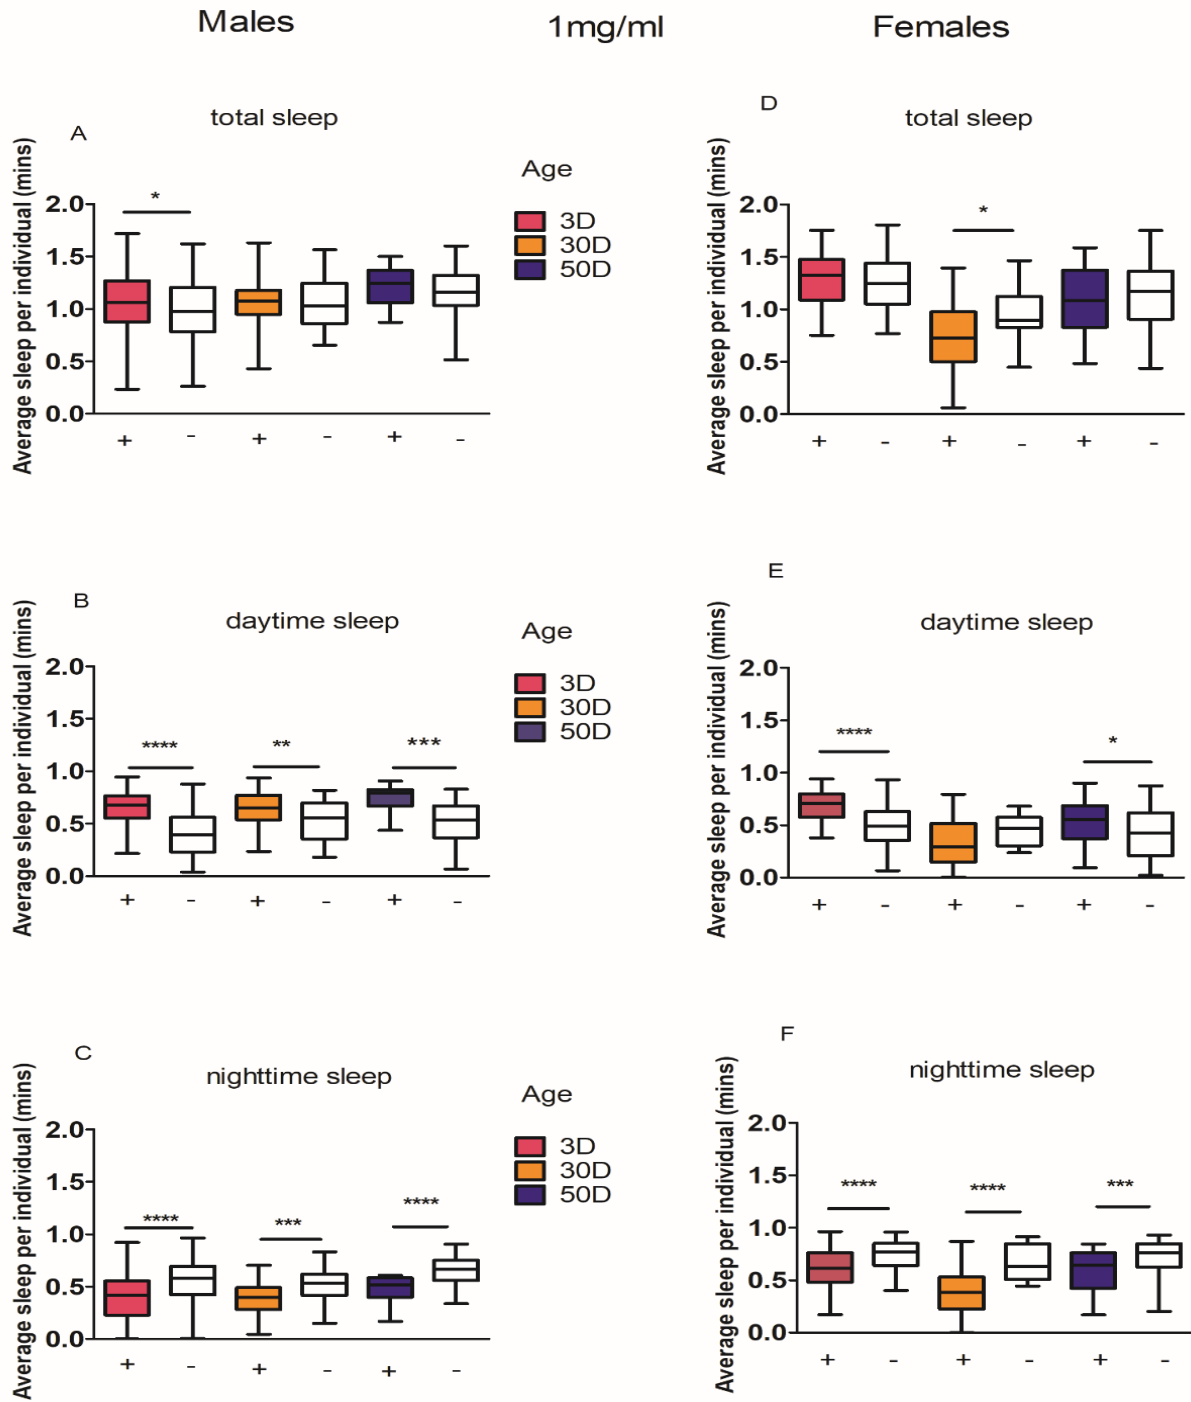 Males 1mg/ml Females
A
total sleep
Average sleep per individual (mins)
2.0
1.5
1.0
0.5
0.0
*
+ - + - + -
Age
3D
30D
50D
D
total sleep
Average sleep per individual (mins)
2.0
1.5
1.0
0.5
0.0
*
+ - + - + -
B
daytime sleep
Average sleep per individual (mins)
2.0
1.5
1.0
0.5
0.0
**** ** ***
+ - + - + -
Age
3D
30D
50D
E
daytime sleep
Average sleep per individual (mins)
2.0
1.5
1.0
0.5
0.0
**** *
+ - + - + -
C
nighttime sleep
Average sleep per individual (mins)
2.0
1.5
1.0
0.5
0.0
**** *** ****
+ - + - + -
Age
3D
30D
50D
F
nighttime sleep
Average sleep per individual (mins)
2.0
1.5
1.0
0.5
0.0
**** **** ***
+ - + - + -